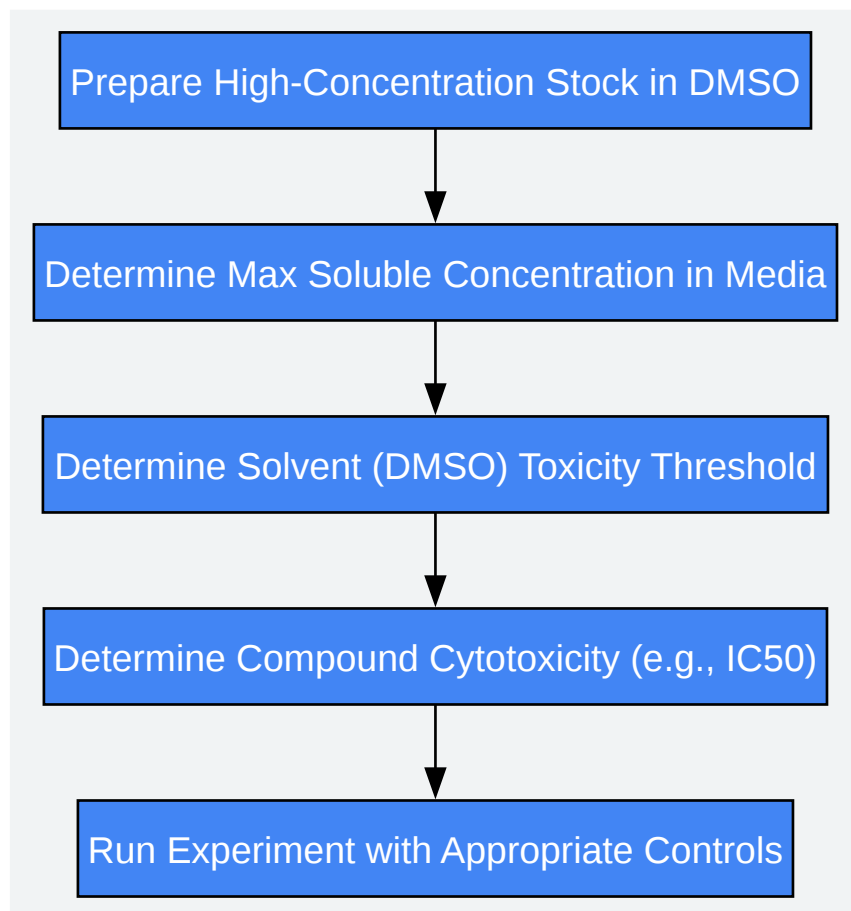 Prepare High-Concentration Stock in DMSO
Determine Max Soluble Concentration in Media
Determine Solvent (DMSO) Toxicity Threshold
Determine Compound Cytotoxicity (e.g., IC50)
Run Experiment with Appropriate Controls